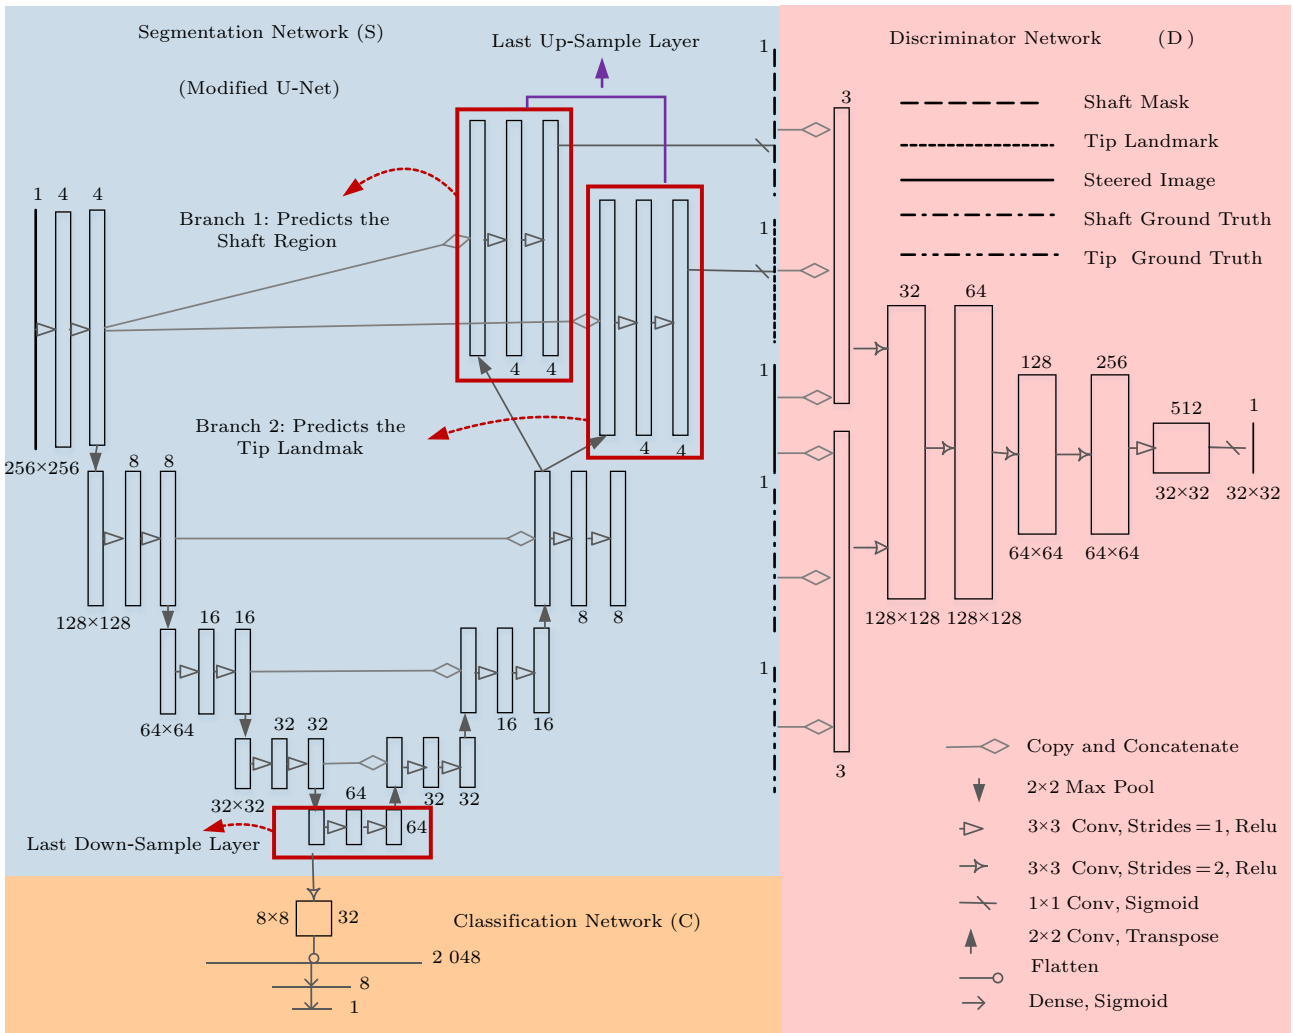 Segmentation Network (S)
(Modified U-Net)
Last Up-Sample Layer
Discriminator Network (D)
1
3
Shaft Mask
Tip Landmark
Steered Image
Shaft Ground Truth
Tip Ground Truth
1 4 4
Branch 1: Predicts the
Shaft Region
1
4 4
Branch 2: Predicts the
Tip Landmak
4 4
1
1
1
256×256
8 8
128×128
8 8
16 16
64×64
16 16
32 32
32×32
32 32
64
64
Last Down-Sample Layer
32 64
128 256
512 1
32×32 32×32
64×64 64×64
128×128 128×128
3
Copy and Concatenate
2×2 Max Pool
3×3 Conv, Strides=1, Relu
3×3 Conv, Strides=2, Relu
1×1 Conv, Sigmoid
2×2 Conv, Transpose
Flatten
Dense, Sigmoid
8×8 32
Classification Network (C)
2 048
8
1